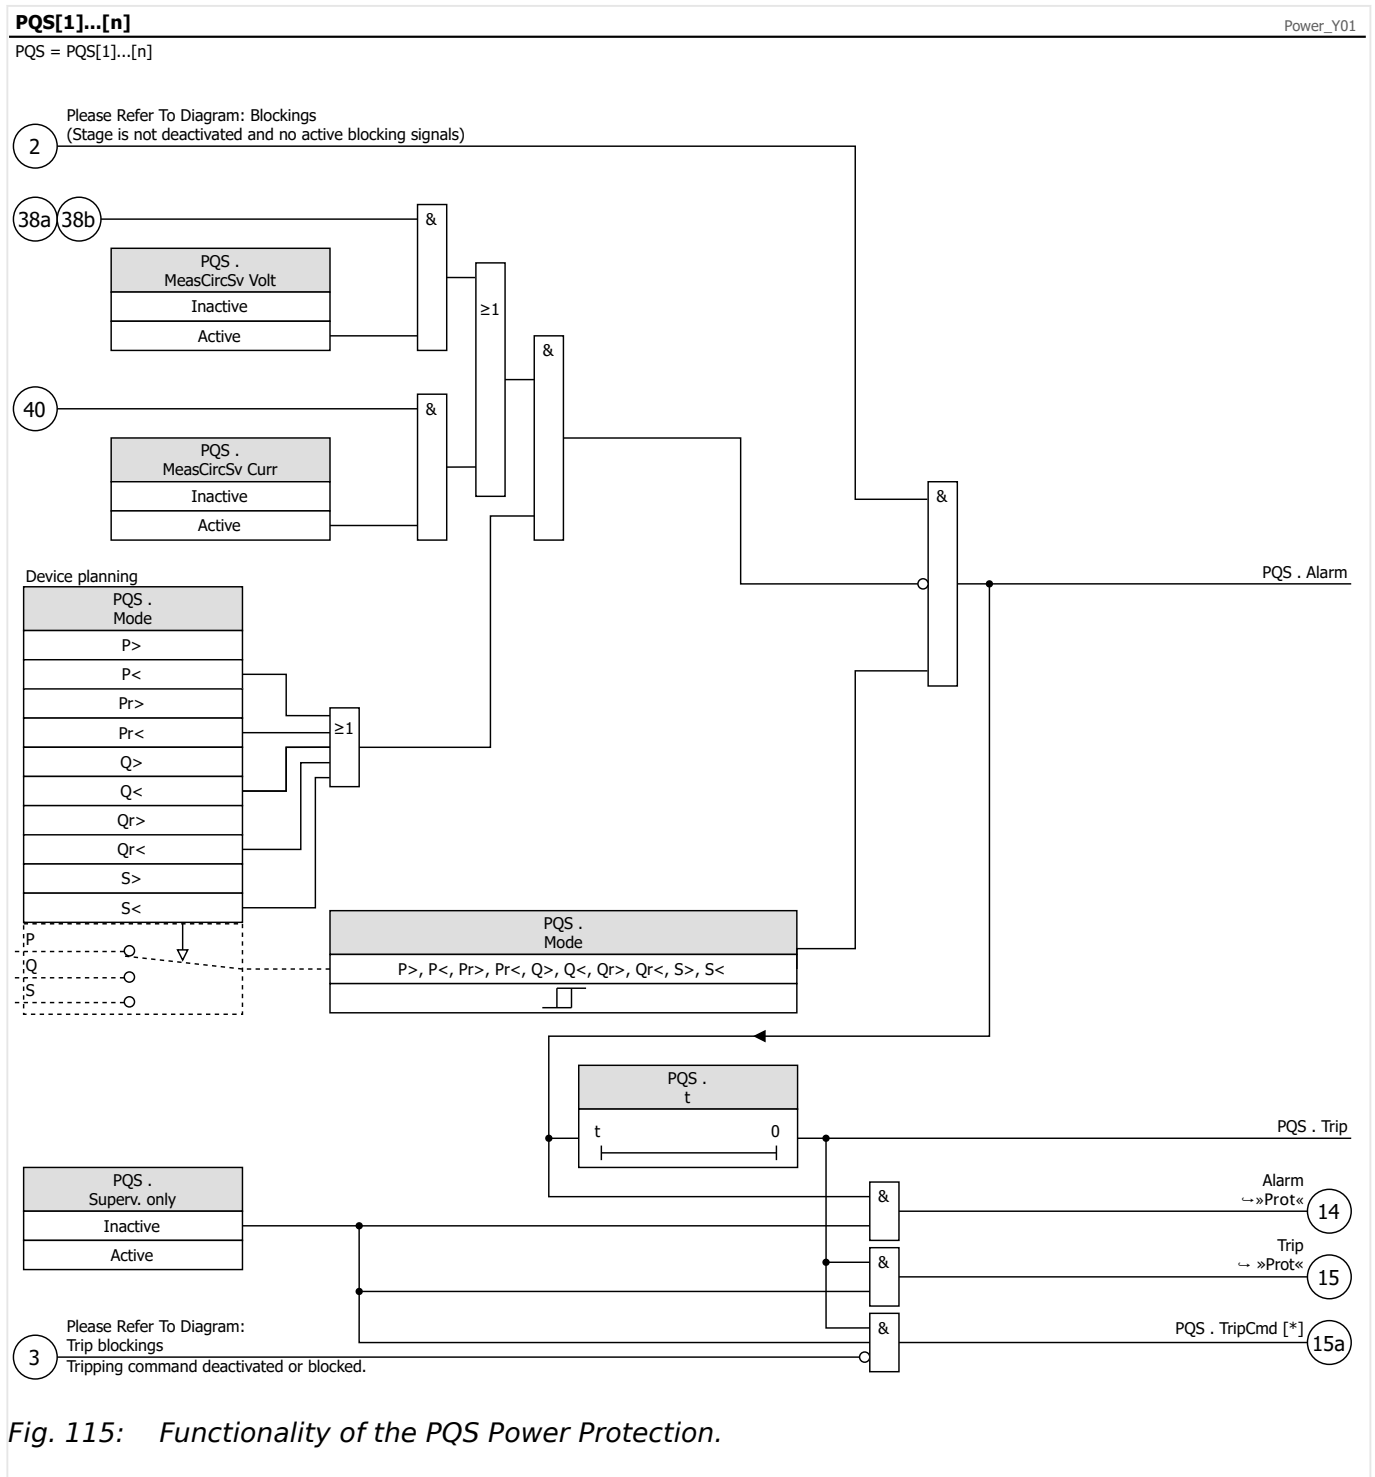 PQS[1]...[n]
Power_Y01
PQS = PQS[1]...[n]
Please Refer To Diagram: Blockings
(Stage is not deactivated and no active blocking signals)
2
38a 38b
&
PQS .
MeasCircSv Volt
Inactive
Active
≥1
&
40
&
PQS .
MeasCircSv Curr
Inactive
Active
&
PQS . Alarm
Device planning
PQS .
Mode
P>
P<
Pr>
Pr<
≥1
Q>
Q<
Qr>
Qr<
S>
S<
PQS .
Mode
P
Q
S
P>, P<, Pr>, Pr<, Q>, Q<, Qr>, Qr<, S>, S<
PQS .
t
t 0
PQS . Trip
PQS .
Superv. only
Inactive
Active
&
Alarm
↪»Prot«
14
&
Trip
↪ »Prot«
15
Please Refer To Diagram:
Trip blockings
Tripping command deactivated or blocked.
3
&
PQS . TripCmd [*]
15a
Fig. 115: Functionality of the PQS Power Protection.